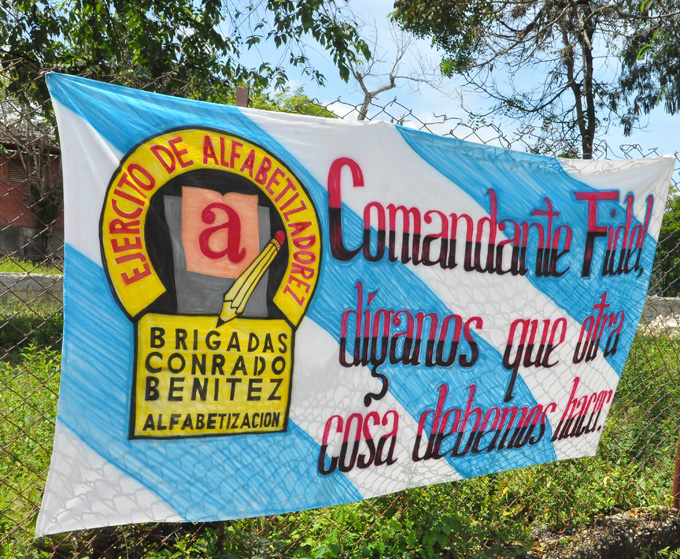 EJERCITO DE ALFABETIZADOREZ
a
BRIGADAS
CONRADO
BENITEZ
ALFABETIZACION
Comandante Fidel,
díganos que otra
cosa debemos hacer.